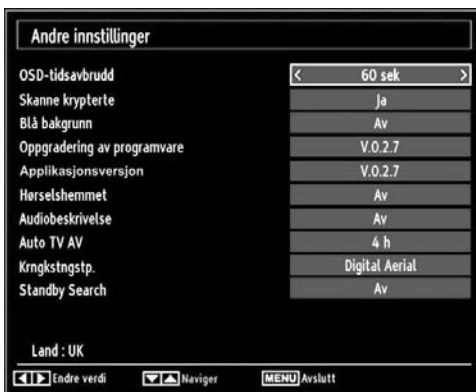 Andre innstillinger
OSD-tidsavbrudd < 60 sek >
Skanne krypterte Ja
Blå bakgrunn Av
Oppgradering av programvare V.0.2.7
Applikasjonsversjon V.0.2.7
Hørselshemmet Av
Audiobeskrivelse Av
Auto TV AV 4 h
Krngkstngstp. Digital Aerial
Standby Search Av
Land : UK
Endre verdi Naviger MENU Avslutt